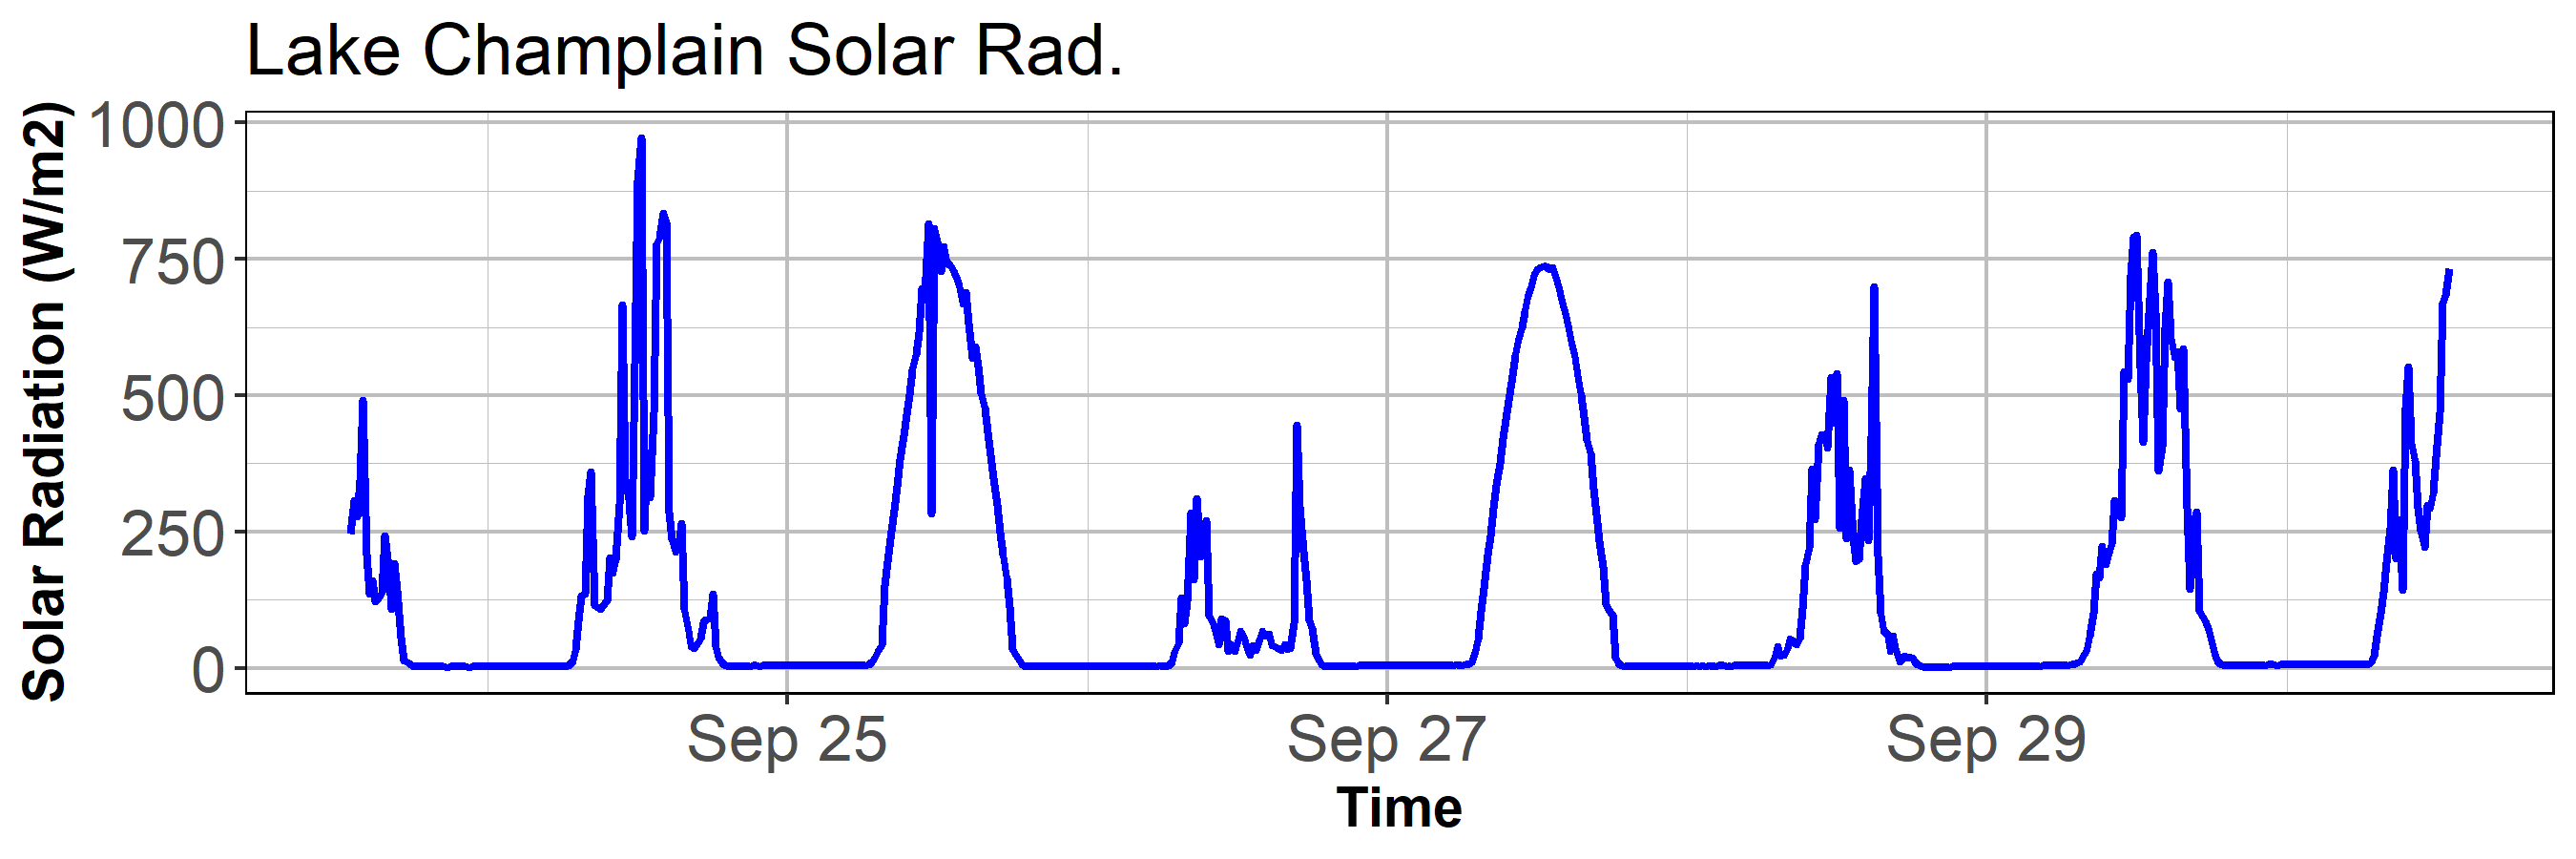 Lake Champlain Solar Rad.
Solar Radiation (W/m2)
1000
750
500
250
0
Sep 25 Sep 27 Sep 29
Time